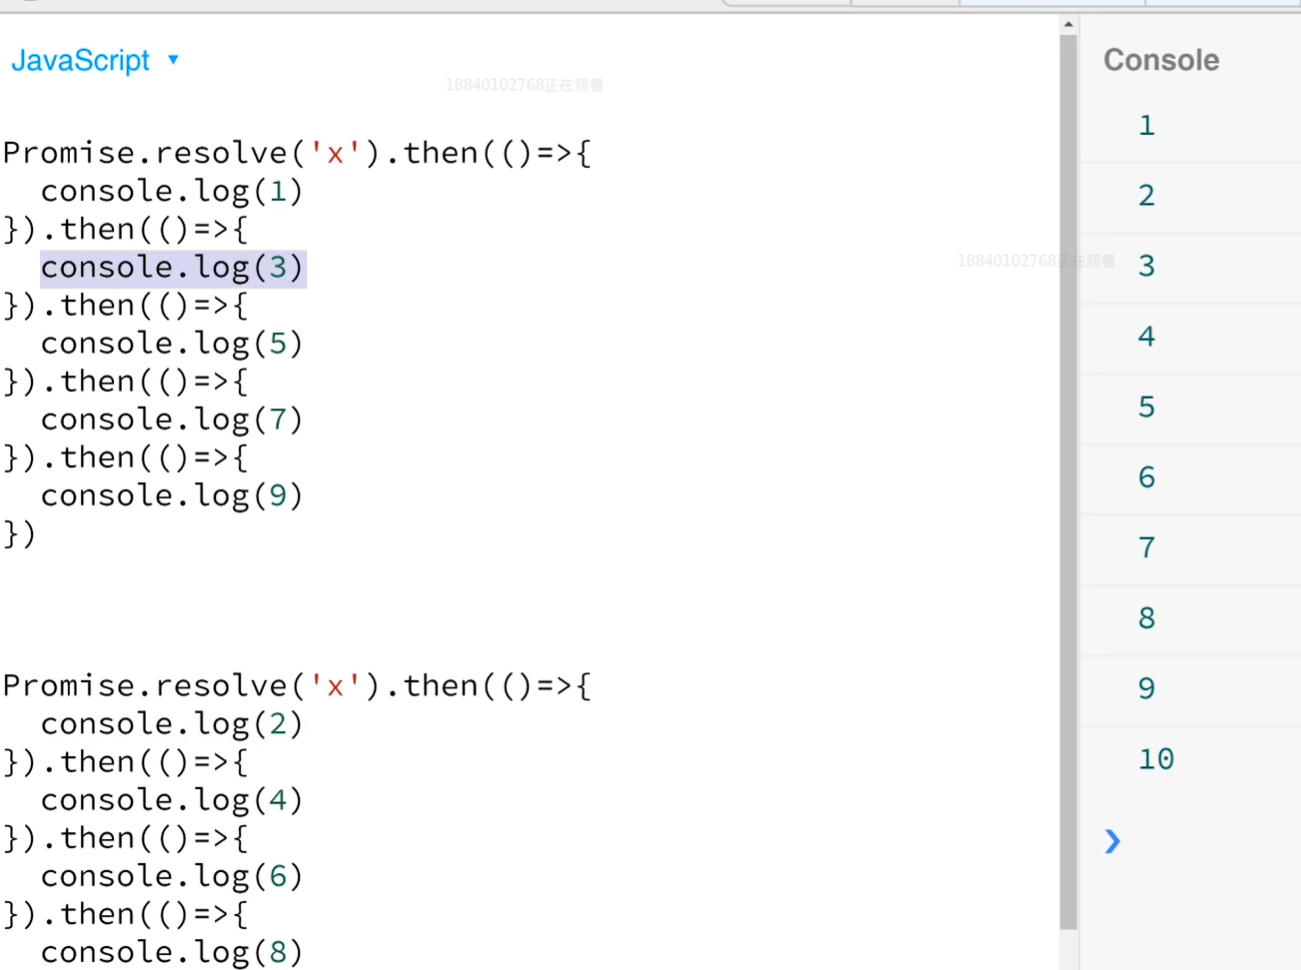 JavaScript
18840102768正在观看
Promise.resolve('x').then(()=>{
  console.log(1)
}).then(()=>{
  console.log(3)
}).then(()=>{
  console.log(5)
}).then(()=>{
  console.log(7)
}).then(()=>{
  console.log(9)
})
Promise.resolve('x').then(()=>{
  console.log(2)
}).then(()=>{
  console.log(4)
}).then(()=>{
  console.log(6)
}).then(()=>{
  console.log(8)
Console
1
2
18840102768正在观看
3
4
5
6
7
8
9
10